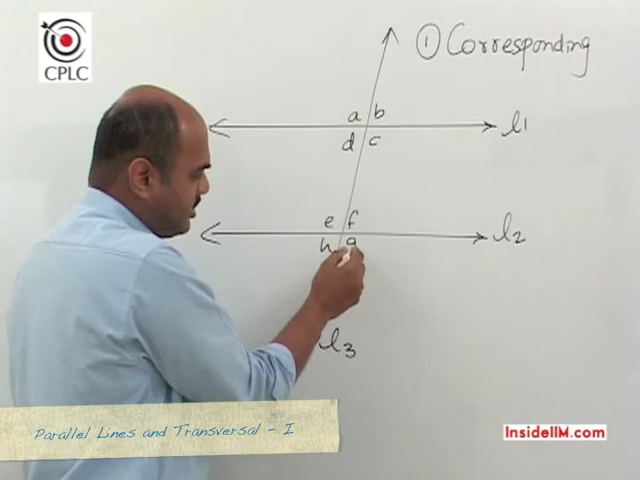 CPLC
① Corresponding
a b
l1
d c
e f
l2
h g
l3
Parallel Lines and Transversal - I
InsideIIM.com